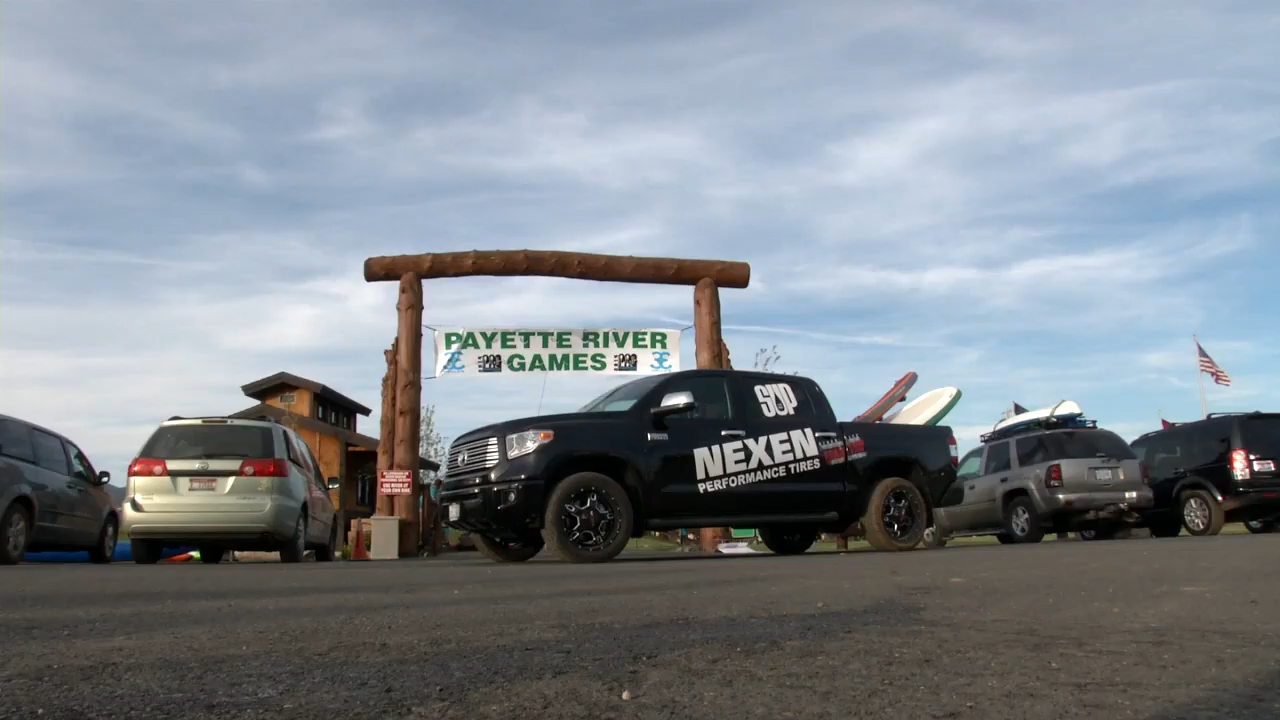 PAYETTE RIVER
GAMES
SUP
NEXEN
PERFORMANCE TIRES